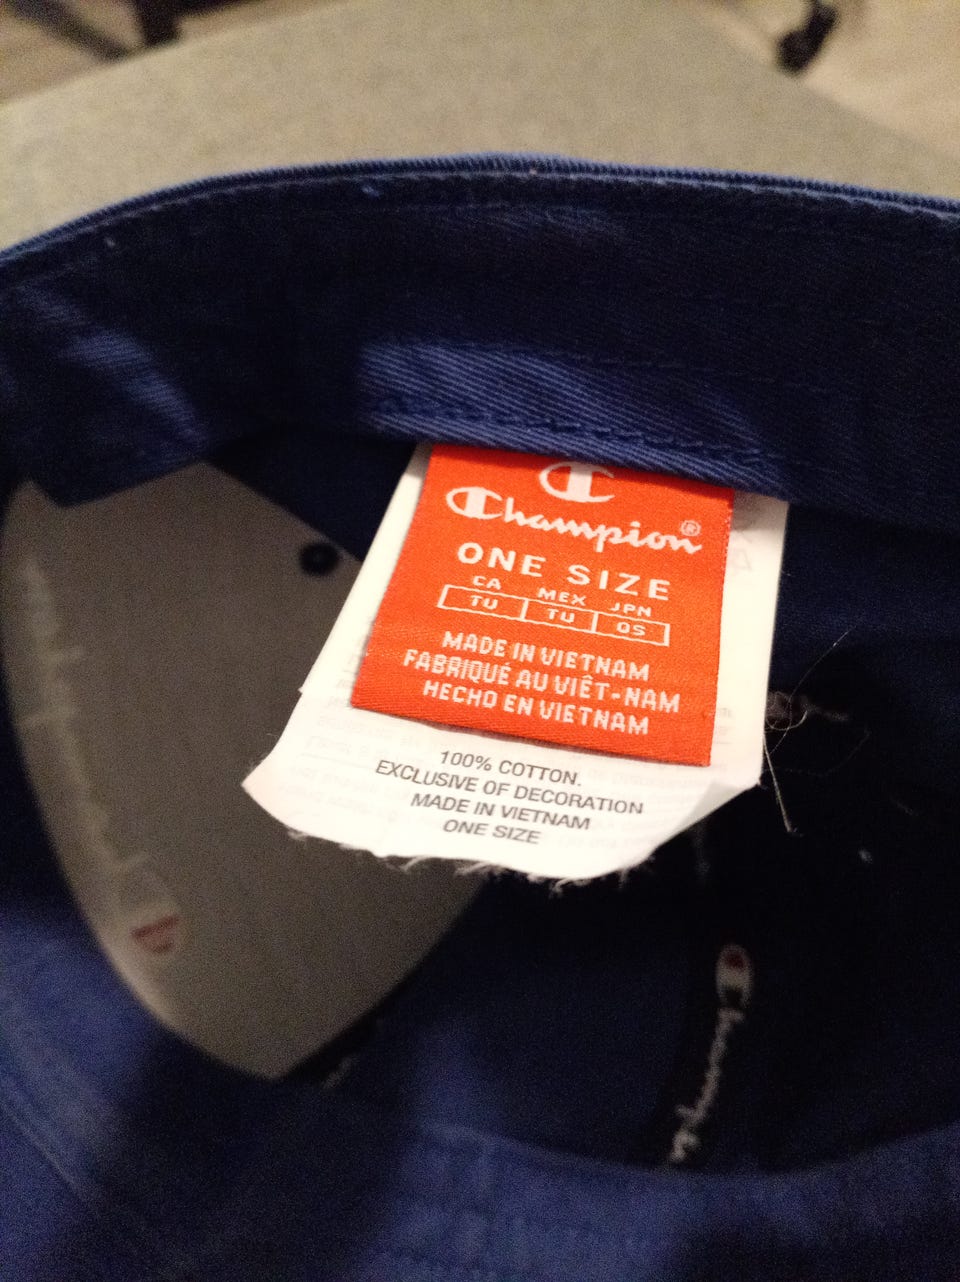 Champion®
ONE SIZE
CA MEX JPN
TU TU OS
MADE IN VIETNAM
FABRIQUÉ AU VIÊT-NAM
HECHO EN VIETNAM
100% COTTON.
EXCLUSIVE OF DECORATION
MADE IN VIETNAM
ONE SIZE
Champion